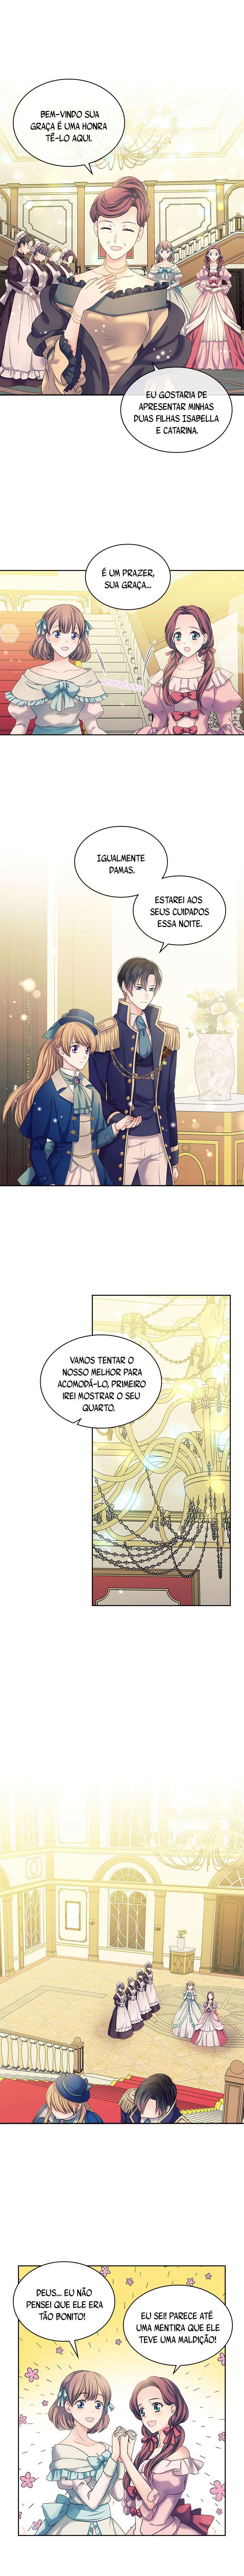 BEM-VINDO SUA
GRAÇA É UMA HONRA
TÊ-LO AQUI.
EU GOSTARIA DE
APRESENTAR MINHAS
DUAS FILHAS ISABELLA
E CATARINA.
É UM PRAZER,
SUA GRAÇA...
IGUALMENTE
DAMAS.
ESTAREI AOS
SEUS CUIDADOS
ESSA NOITE.
VAMOS TENTAR O
NOSSO MELHOR PARA
ACOMODÁ-LO, PRIMEIRO
IREI MOSTRAR O SEU
QUARTO.
DEUS... EU NÃO
PENSEI QUE ELE ERA
TÃO BONITO!
EU SEI! PARECE ATÉ
UMA MENTIRA QUE ELE
TEVE UMA MALDIÇÃO!